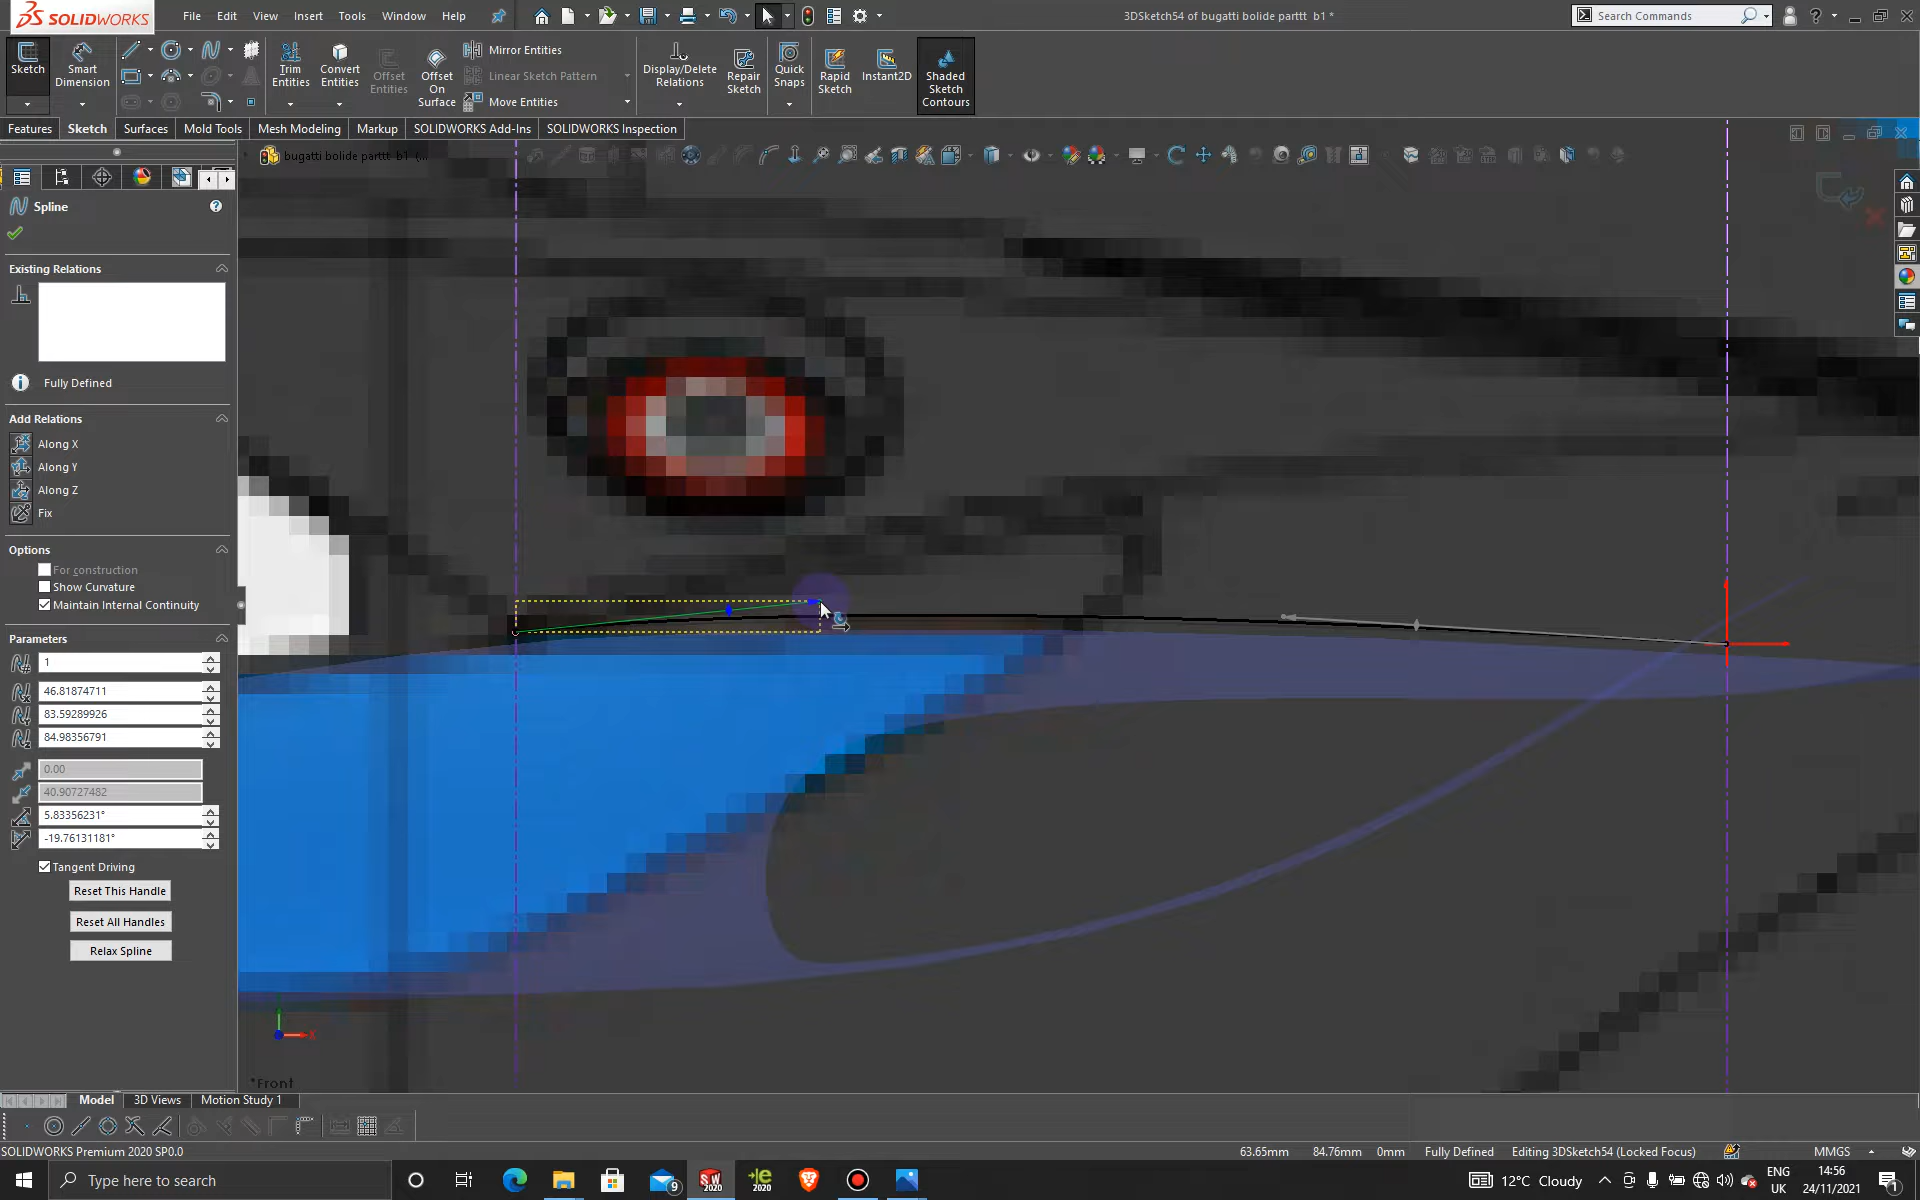 SOLIDWORKS
File Edit View Insert Tools Window Help
3DSketch54 of bugatti bolide parttt b1 *
Search Commands
Sketch
Smart Dimension
Trim Entities
Convert Entities
Offset Entities
Offset On Surface
Mirror Entities
Linear Sketch Pattern
Move Entities
Display/Delete Relations
Repair Sketch
Quick Snaps
Rapid Sketch
Instant2D
Shaded Sketch Contours
Features Sketch Surfaces Mold Tools Mesh Modeling Markup SOLIDWORKS Add-Ins SOLIDWORKS Inspection
bugatti bolide parttt b1 (...
Spline
Existing Relations
Fully Defined
Add Relations
Along X
Along Y
Along Z
Fix
Options
For construction
Show Curvature
Maintain Internal Continuity
Parameters
1
46.81874711
83.59289926
84.98356791
0.00
40.90727482
5.83356231°
-19.76131181°
Tangent Driving
Reset This Handle
Reset All Handles
Relax Spline
X
*Front
Model 3D Views Motion Study 1
SOLIDWORKS Premium 2020 SP0.0
63.65mm 84.76mm 0mm Fully Defined Editing 3DSketch54 (Locked Focus) MMGS
Type here to search
9
SW 2020
e 2020
12°C Cloudy
ENG
UK
14:56
24/11/2021
1